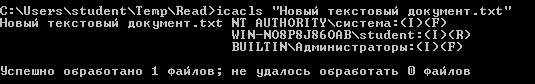 C:\Users\student\Temp\Read>icacls "Новый текстовый документ.txt"
Новый текстовый документ.txt NT AUTHORITY\система:(I)(F)
WIN-NO8P8J86OAB\student:(I)(R)
BUILTIN\Администраторы:(I)(F)
Успешно обработано 1 файлов; не удалось обработать 0 файлов